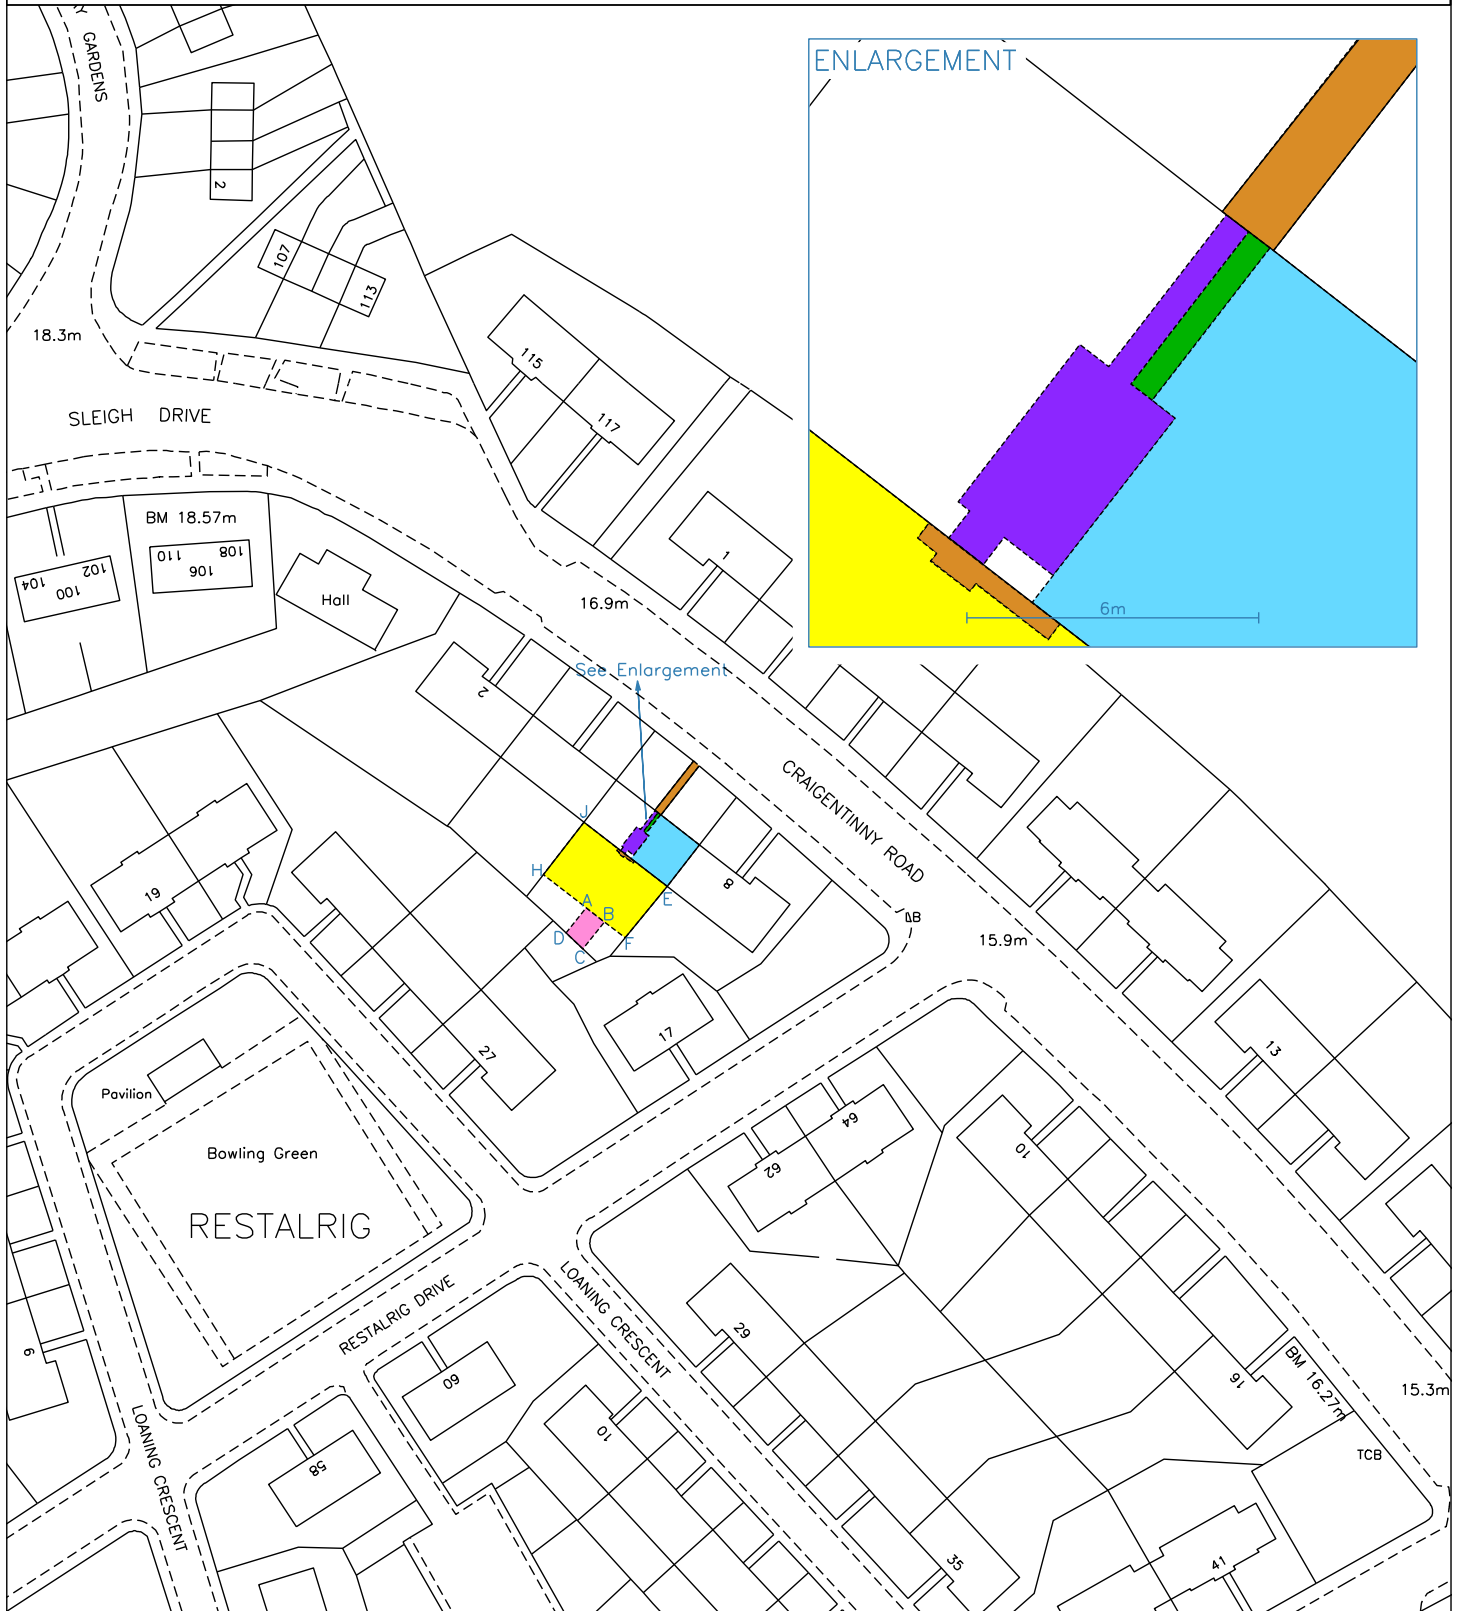 GARDENS
ENLARGEMENT
2
107
113
18.3m
115
SLEIGH DRIVE
117
BM 18.57m
110
108
106
104
102
100
Hall
1
16.9m
6m
See Enlargement
2
CRAIGENTINNY ROAD
J
H
A
B
E
8
D
F
C
19
15.9m
17
27
13
Pavilion
Bowling Green
64
62
10
RESTALRIG
RESTALRIG DRIVE
LOANING CRESCENT
29
9
60
16
BM 16.27m
15.3m
10
LOANING CRESCENT
58
TCB
35
41